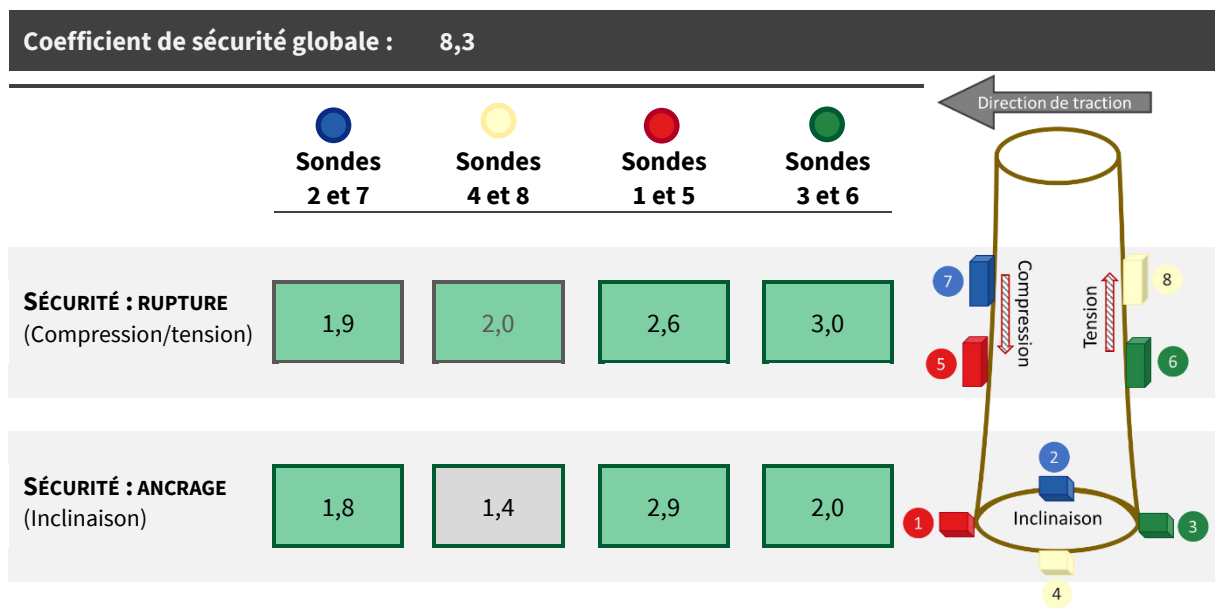 Coefficient de sécurité globale : 8,3
Direction de traction
Sondes
2 et 7
Sondes
4 et 8
Sondes
1 et 5
Sondes
3 et 6
SÉCURITÉ : RUPTURE
(Compression/tension)
1,9
2,0
2,6
3,0
7
Compression
Tension
8
5
6
SÉCURITÉ : ANCRAGE
(Inclinaison)
1,8
1,4
2,9
2,0
2
1
Inclinaison
3
4